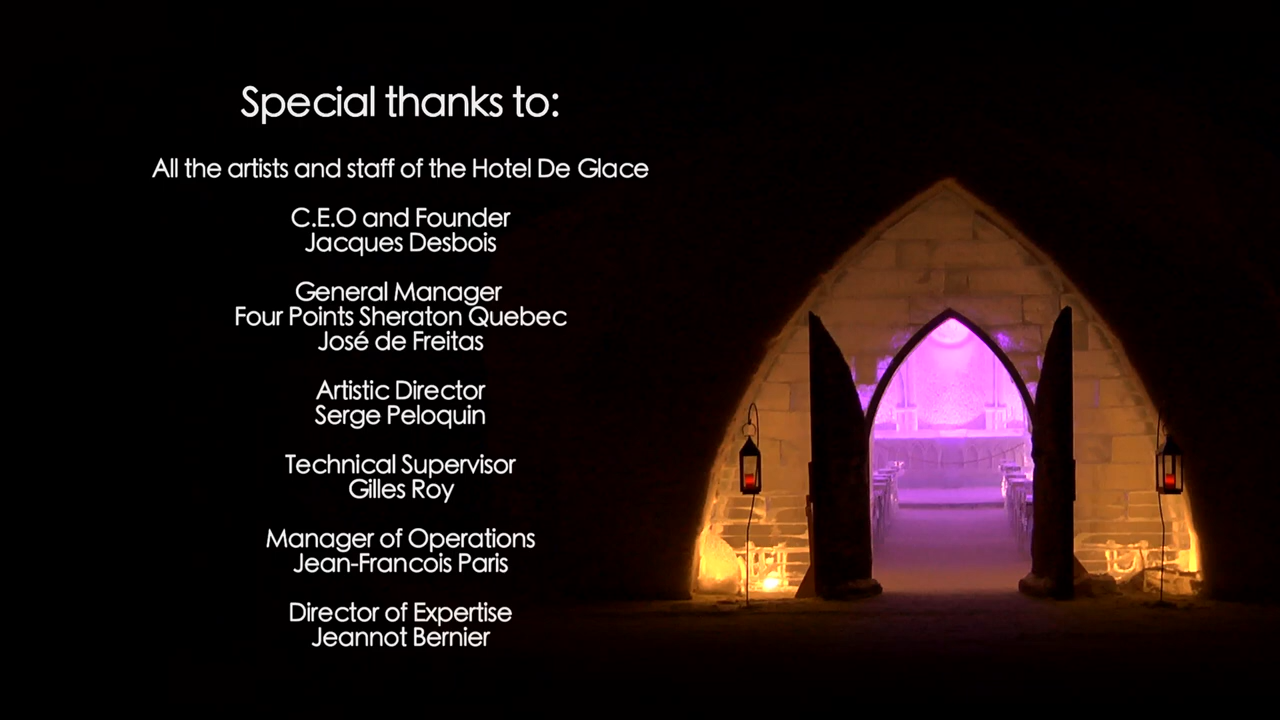 Special thanks to:
All the artists and staff of the Hotel De Glace
C.E.O and Founder
Jacques Desbois
General Manager
Four Points Sheraton Quebec
José de Freitas
Artistic Director
Serge Peloquin
Technical Supervisor
Gilles Roy
Manager of Operations
Jean-Francois Paris
Director of Expertise
Jeannot Bernier